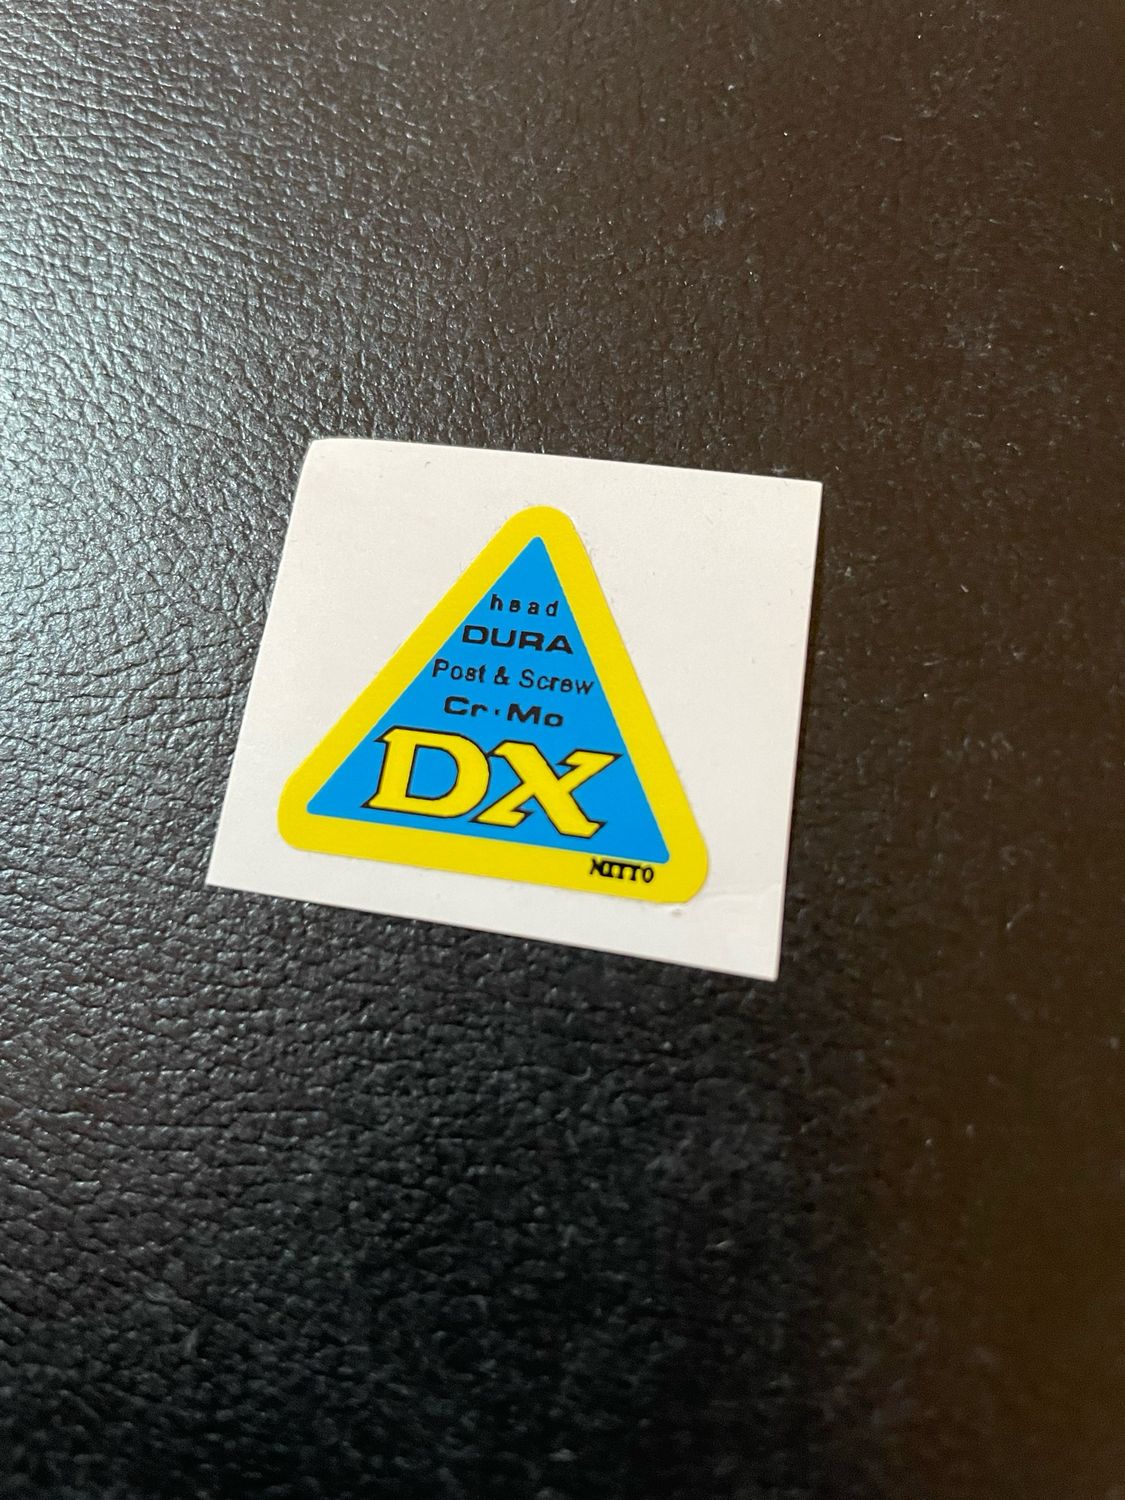 head
DURA
Post & Screw
Cr·Mo
DX
NITTO